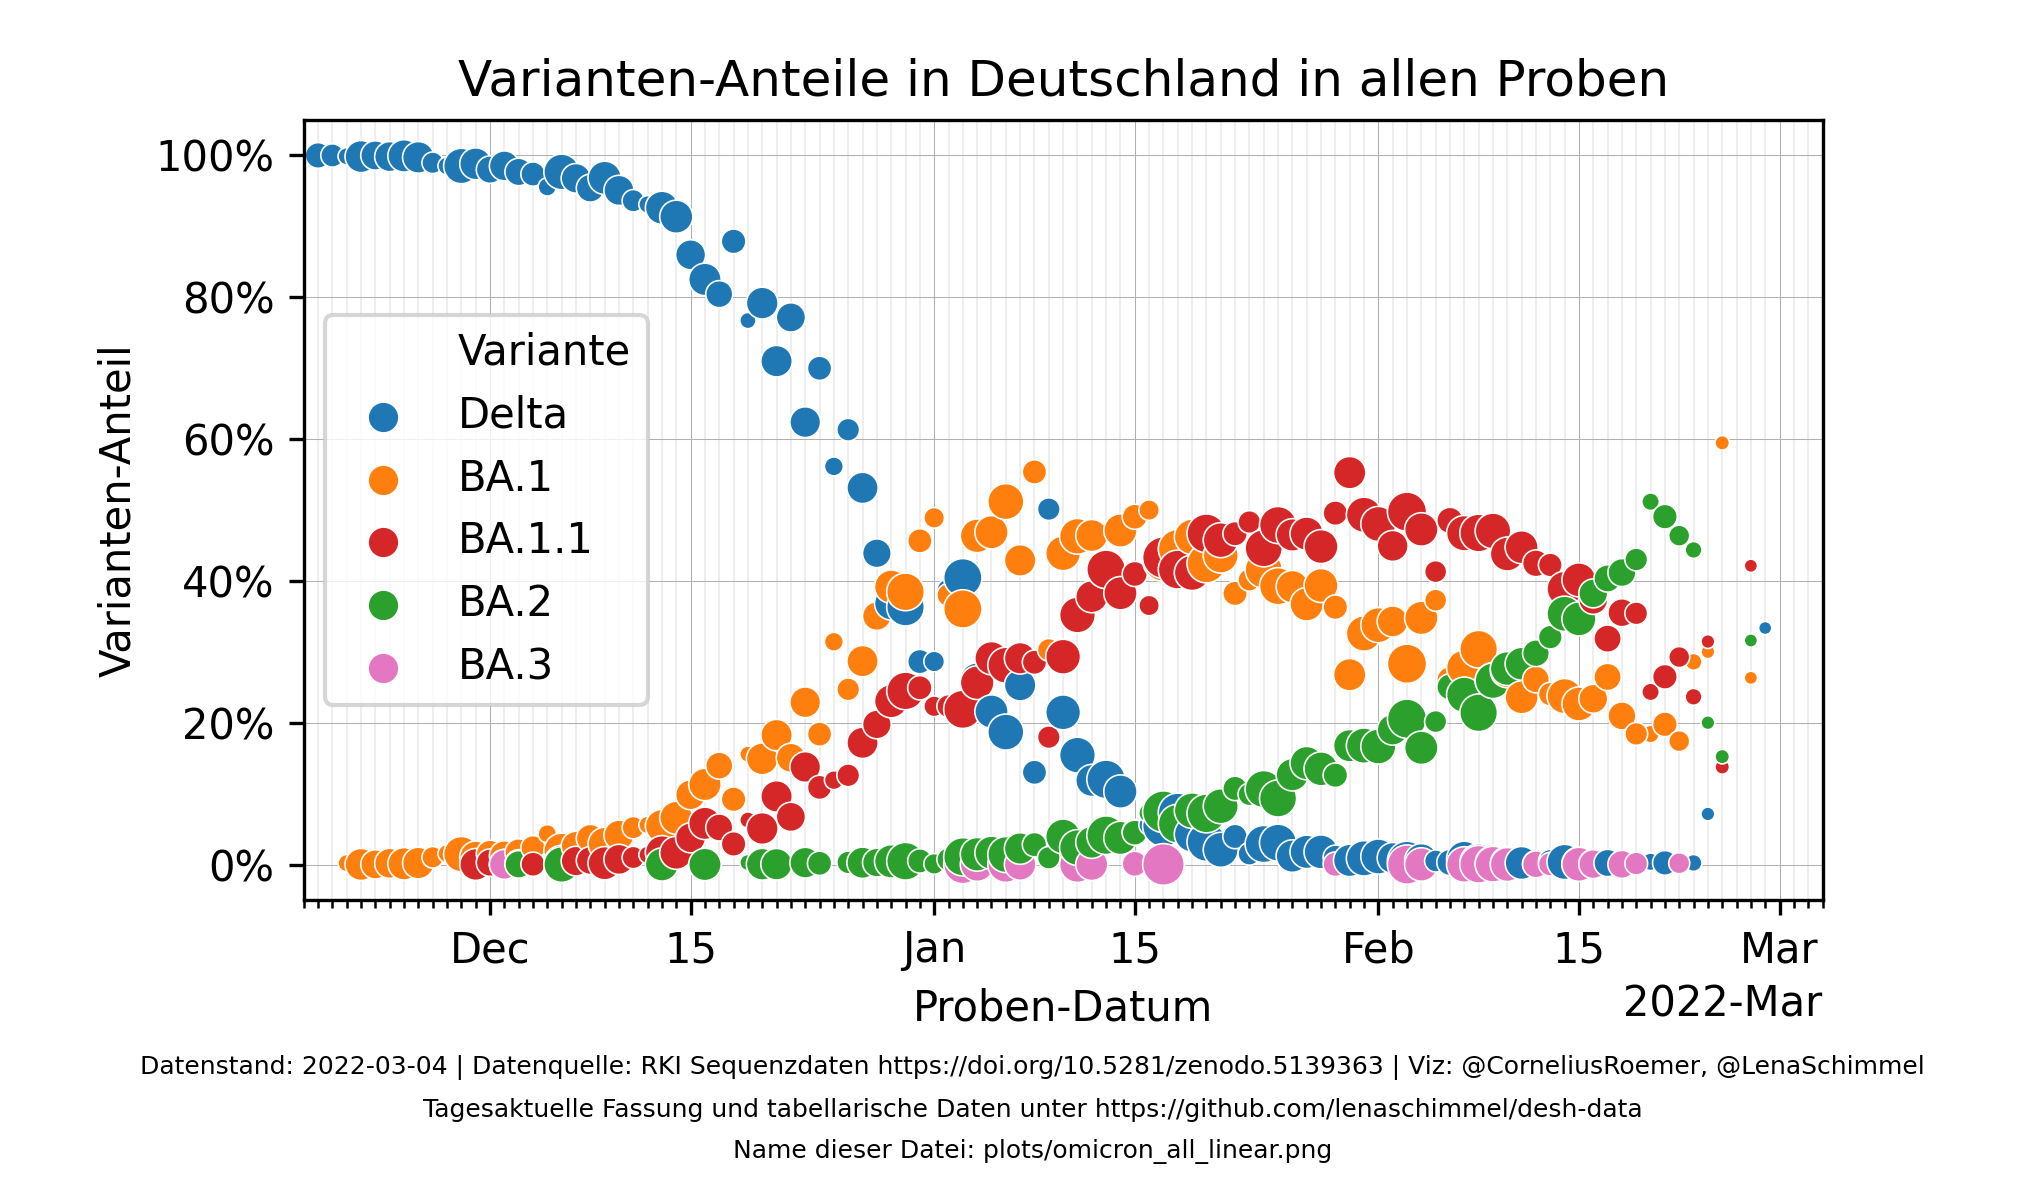 Varianten-Anteile in Deutschland in allen Proben
Varianten-Anteil
100%
80%
60%
40%
20%
0%
Variante
Delta
BA.1
BA.1.1
BA.2
BA.3
Dec
15
Jan
15
Feb
15
Mar
2022-Mar
Proben-Datum
Datenstand: 2022-03-04 | Datenquelle: RKI Sequenzdaten https://doi.org/10.5281/zenodo.5139363 | Viz: @CorneliusRoemer, @LenaSchimmel
Tagesaktuelle Fassung und tabellarische Daten unter https://github.com/lenaschimmel/desh-data
Name dieser Datei: plots/omicron_all_linear.png